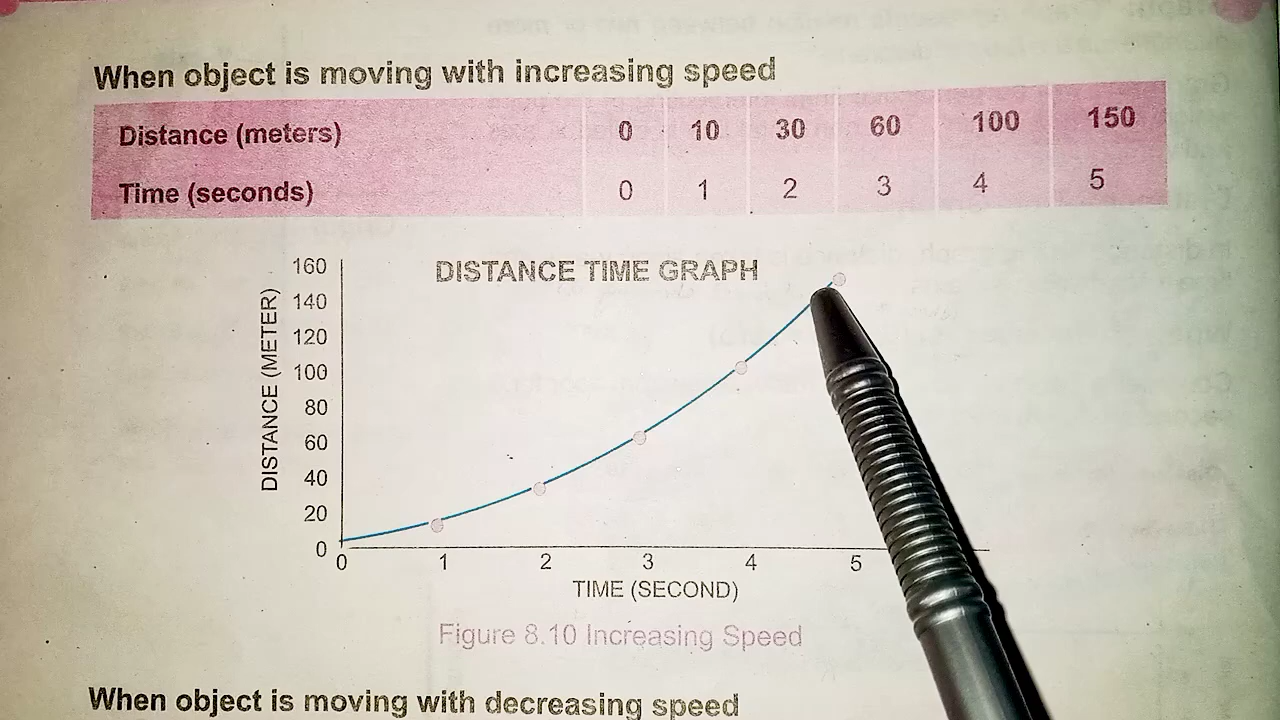 When object is moving with increasing speed
Distance (meters) 0 10 30 60 100 150
Time (seconds) 0 1 2 3 4 5
DISTANCE TIME GRAPH
DISTANCE (METER)
160
140
120
100
80
60
40
20
0
0 1 2 3 4 5
TIME (SECOND)
Figure 8.10 Increasing Speed
When object is moving with decreasing speed